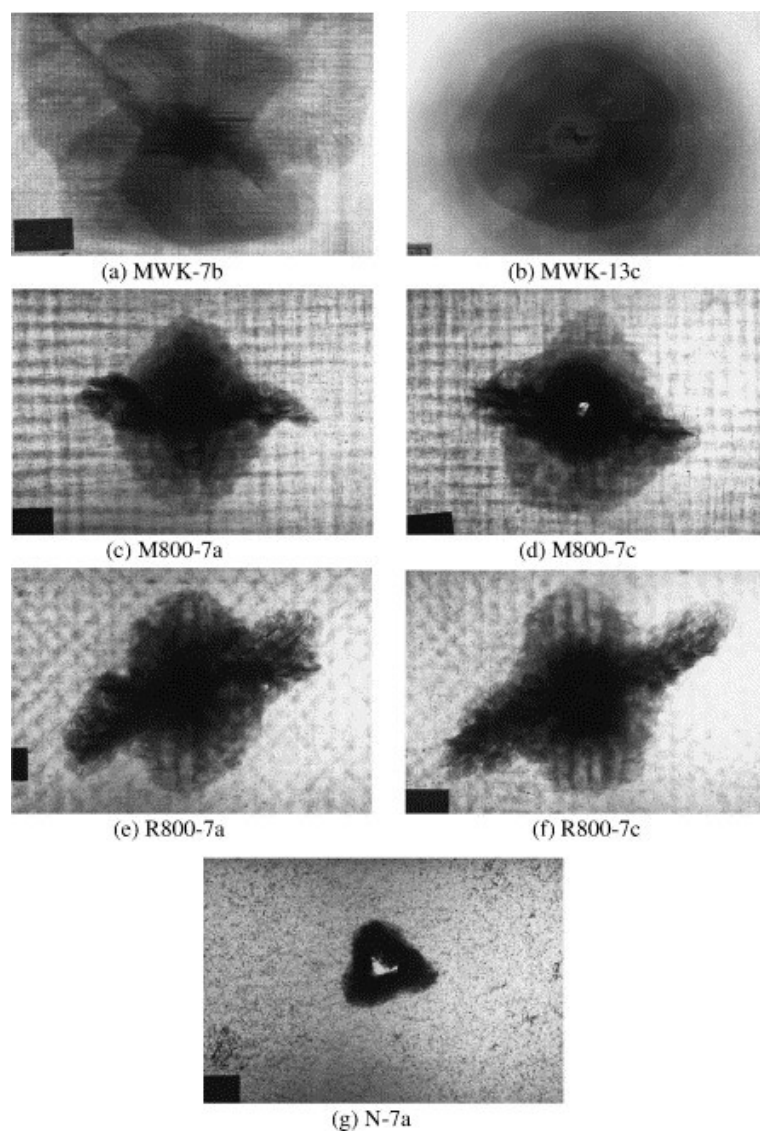 (a) MWK-7b
(b) MWK-13c
(c) M800-7a
(d) M800-7c
(e) R800-7a
(f) R800-7c
(g) N-7a